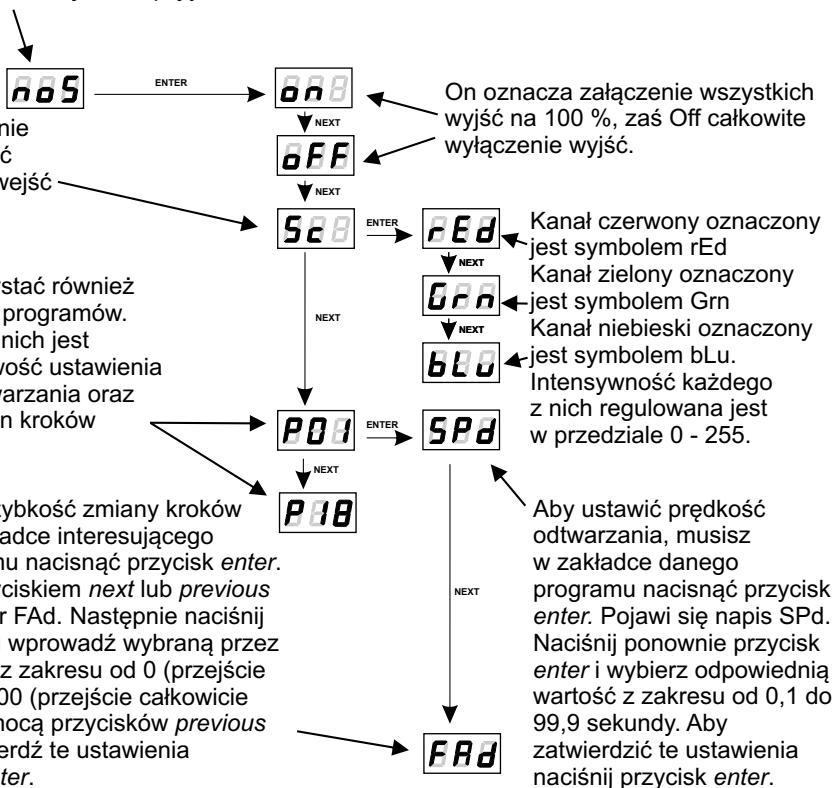 noS
ENTER
on
NEXT
oFF
NEXT
Sc
ENTER
rEd
NEXT
Grn
NEXT
bLu
On oznacza załączenie wszystkich
wyjść na 100 %, zaś Off całkowite
wyłączenie wyjść.
nie
ć
wejść
Kanał czerwony oznaczony
jest symbolem rEd
Kanał zielony oznaczony
jest symbolem Grn
Kanał niebieski oznaczony
jest symbolem bLu.
Intensywność każdego
z nich regulowana jest
w przedziale 0 - 255.
stać również
programów.
nich jest
wość ustawienia
warzania oraz
n kroków
NEXT
P01
ENTER
SPd
NEXT
P18
zybkość zmiany kroków
adce interesującego
mu nacisnąć przycisk enter.
yciskiem next lub previous
r FAd. Następnie naciśnij
wprowadź wybraną przez
z zakresu od 0 (przejście
00 (przejście całkowicie
mocą przycisków previous
ierdź te ustawienia
ter.
NEXT
FAd
Aby ustawić prędkość
odtwarzania, musisz
w zakładce danego
programu nacisnąć przycisk
enter. Pojawi się napis SPd.
Naciśnij ponownie przycisk
enter i wybierz odpowiednią
wartość z zakresu od 0,1 do
99,9 sekundy. Aby
zatwierdzić te ustawienia
naciśnij przycisk enter.